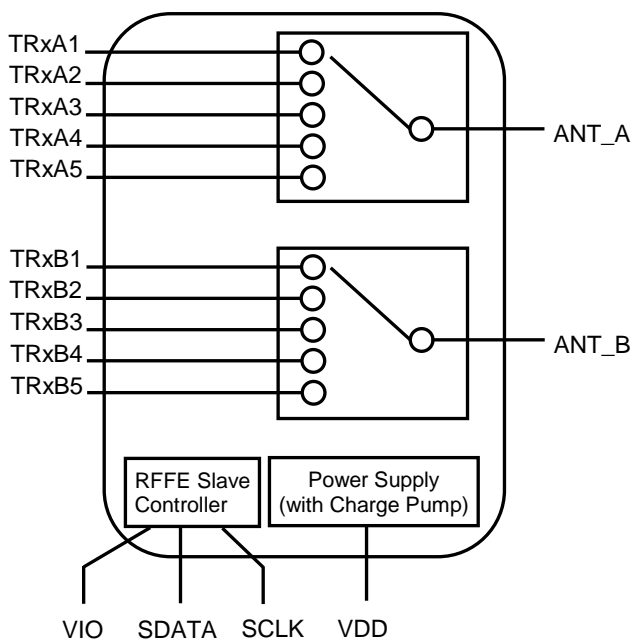 TRxA1
TRxA2
TRxA3
TRxA4
TRxA5
ANT_A
TRxB1
TRxB2
TRxB3
TRxB4
TRxB5
ANT_B
RFFE Slave
Controller
Power Supply
(with Charge Pump)
VIO
SDATA
SCLK
VDD